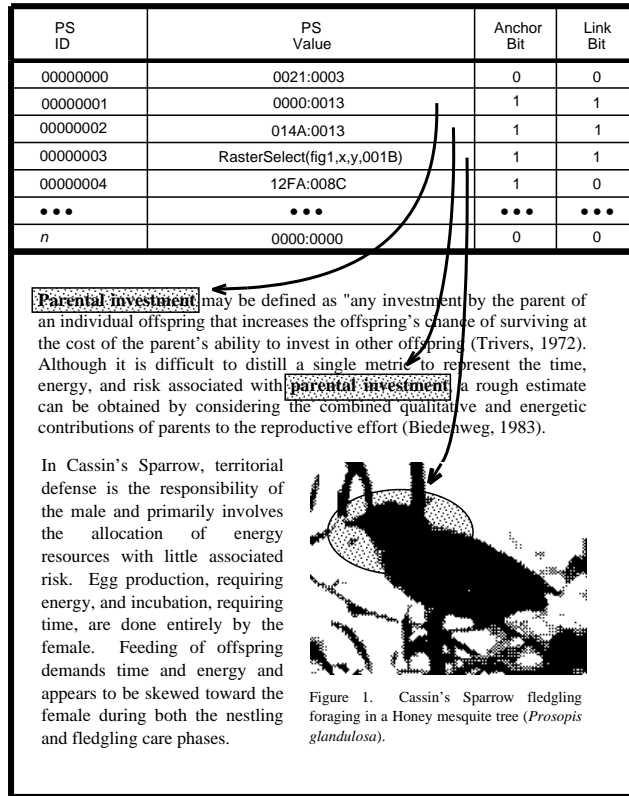 PS ID PS Value Anchor Bit Link Bit
00000000 0021:0003 0 0
00000001 0000:0013 1 1
00000002 014A:0013 1 1
00000003 RasterSelect(fig1,x,y,001B) 1 1
00000004 12FA:008C 1 0
••• ••• ••• •••
n 0000:0000 0 0
Parental investment may be defined as "any investment by the parent of
an individual offspring that increases the offspring's chance of surviving at
the cost of the parent's ability to invest in other offspring (Trivers, 1972).
Although it is difficult to distill a single metric to represent the time,
energy, and risk associated with parental investment, a rough estimate
can be obtained by considering the combined qualitative and energetic
contributions of parents to the reproductive effort (Biedenweg, 1983).
In Cassin's Sparrow, territorial
defense is the responsibility of
the male and primarily involves
the allocation of energy
resources with little associated
risk. Egg production, requiring
energy, and incubation, requiring
time, are done entirely by the
female. Feeding of offspring
demands time and energy and
appears to be skewed toward the
female during both the nestling
and fledgling care phases.
Figure 1. Cassin's Sparrow fledgling
foraging in a Honey mesquite tree (Prosopis
glandulosa).